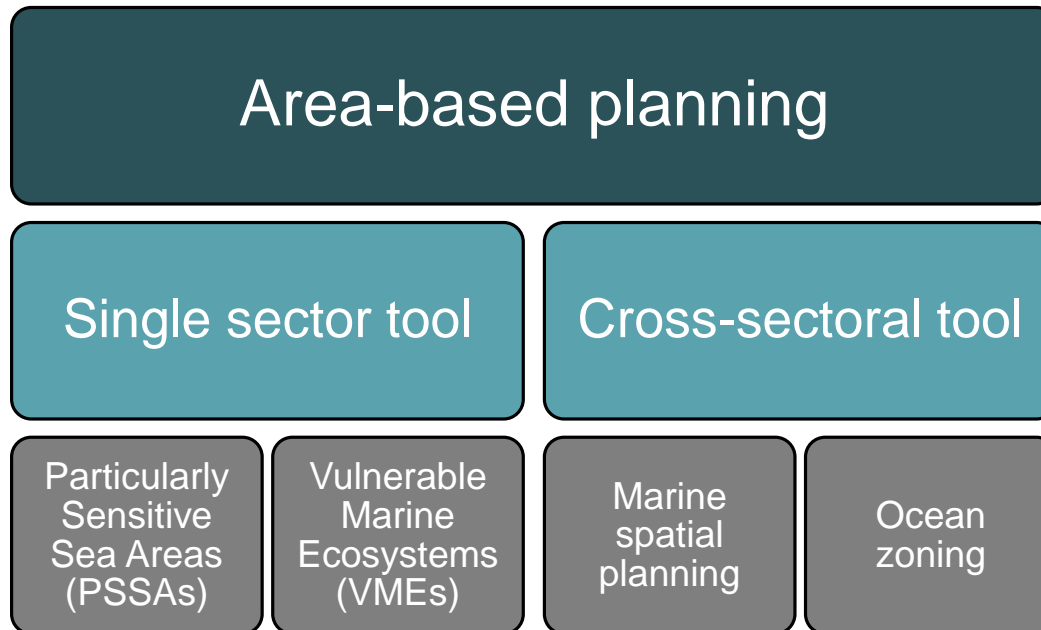 Area-based planning
Single sector tool
Cross-sectoral tool
Particularly
Sensitive
Sea Areas
(PSSAs)
Vulnerable
Marine
Ecosystems
(VMEs)
Marine
spatial
planning
Ocean
zoning